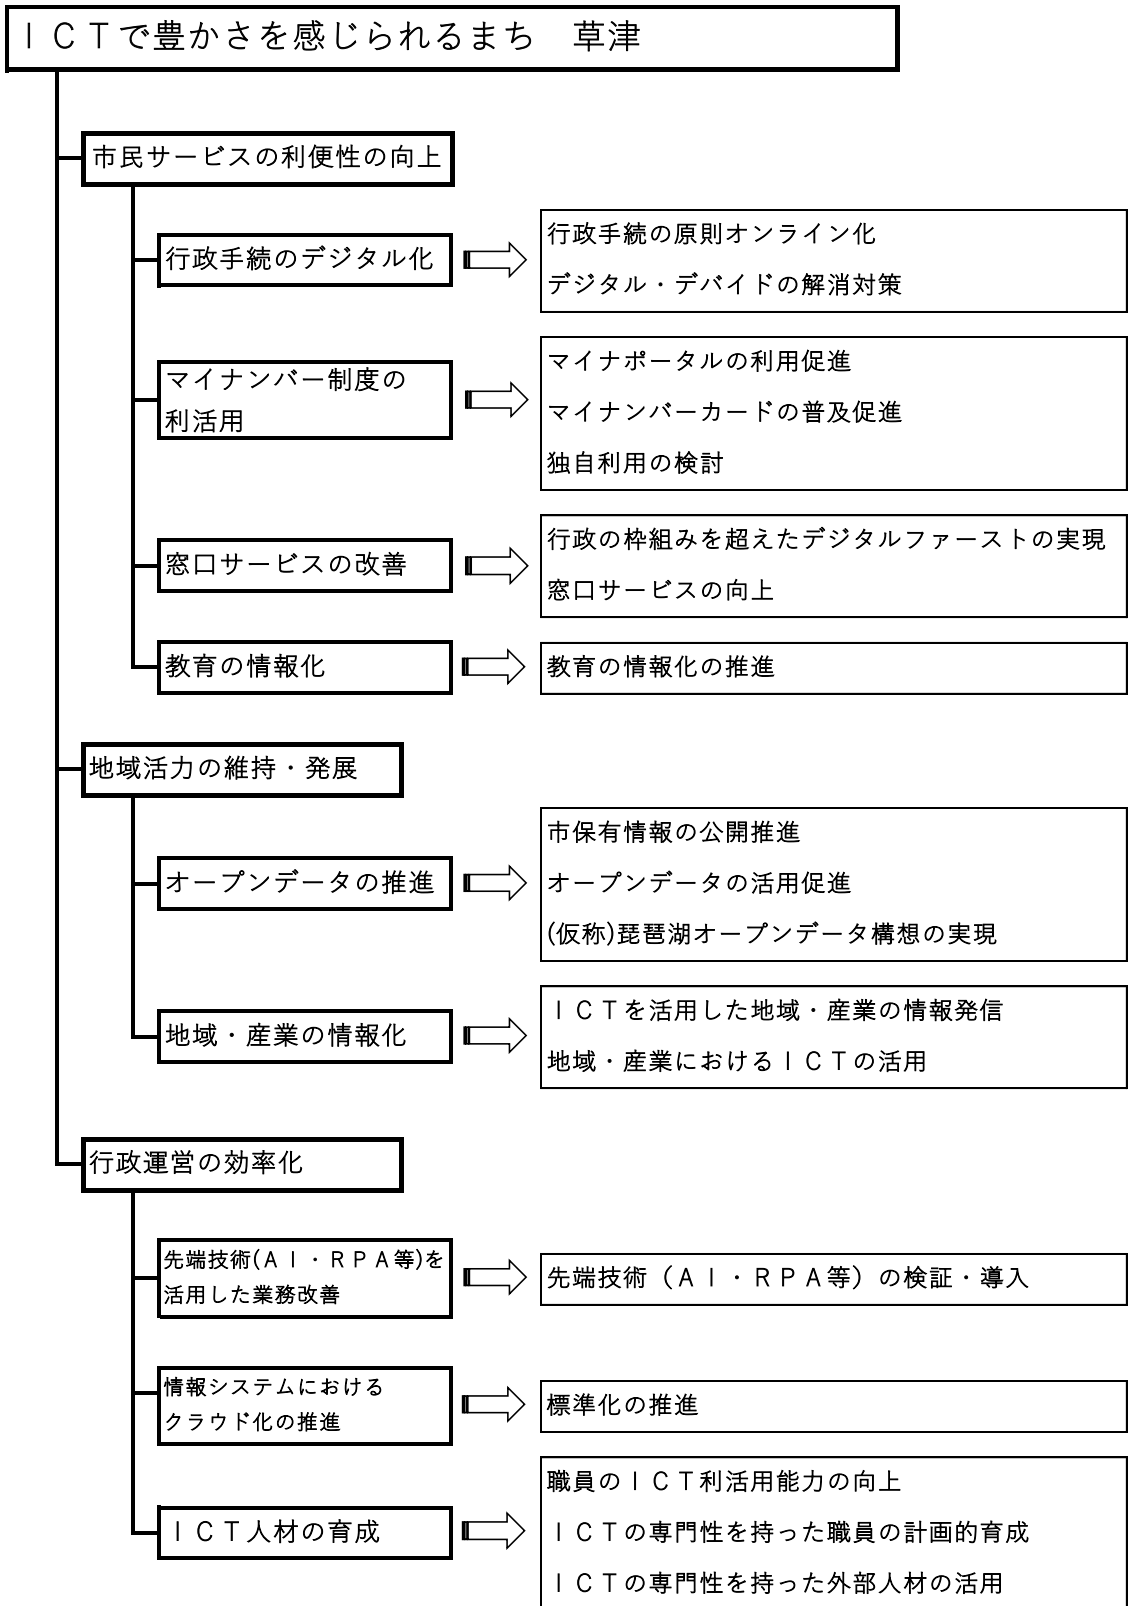 ＩＣＴで豊かさを感じられるまち　草津
市民サービスの利便性の向上
行政手続のデジタル化
行政手続の原則オンライン化
デジタル・デバイドの解消対策
マイナンバー制度の
利活用
マイナポータルの利用促進
マイナンバーカードの普及促進
独自利用の検討
窓口サービスの改善
行政の枠組みを超えたデジタルファーストの実現
窓口サービスの向上
教育の情報化
教育の情報化の推進
地域活力の維持・発展
オープンデータの推進
市保有情報の公開推進
オープンデータの活用促進
(仮称)琵琶湖オープンデータ構想の実現
地域・産業の情報化
ＩＣＴを活用した地域・産業の情報発信
地域・産業におけるＩＣＴの活用
行政運営の効率化
先端技術(ＡＩ・ＲＰＡ等)を
活用した業務改善
先端技術（ＡＩ・ＲＰＡ等）の検証・導入
情報システムにおける
クラウド化の推進
標準化の推進
ＩＣＴ人材の育成
職員のＩＣＴ利活用能力の向上
ＩＣＴの専門性を持った職員の計画的育成
ＩＣＴの専門性を持った外部人材の活用